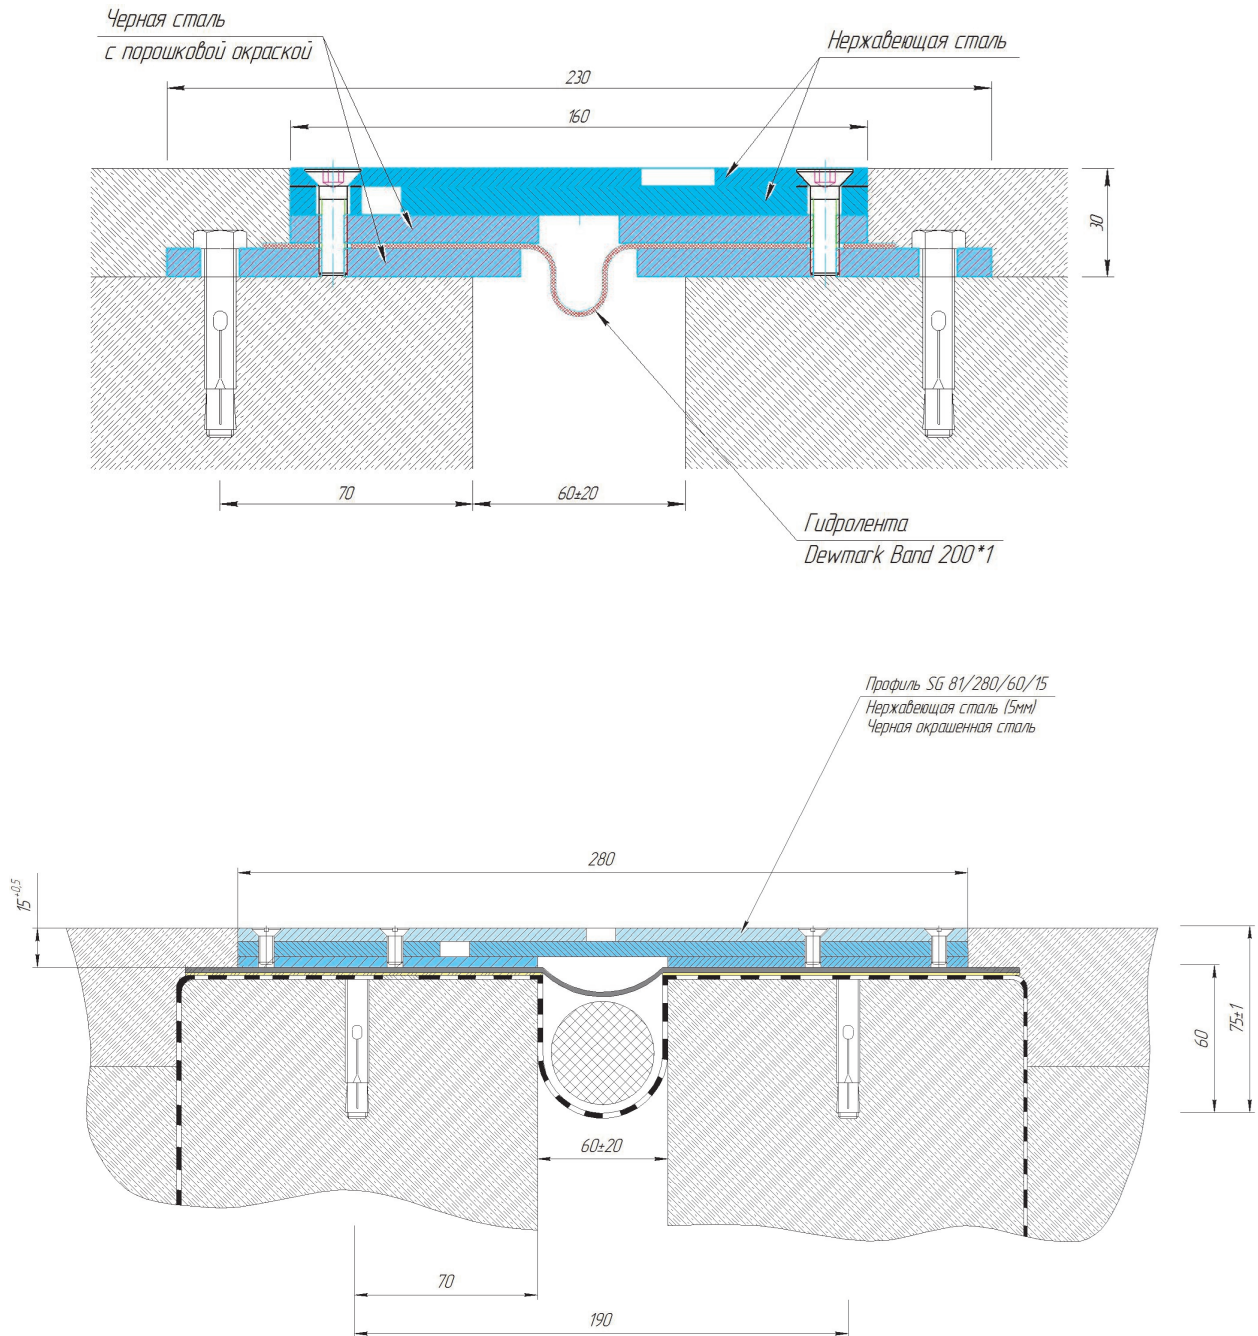 Черная сталь
с порошковой окраской
Нержавеющая сталь
230
160
30
70
60±20
Гидролента
Dewmark Band 200*1
Профиль SG 81/280/60/15
Нержавеющая сталь (5мм)
Черная окрашенная сталь
280
15+0,5
60
75±1
60±20
70
190